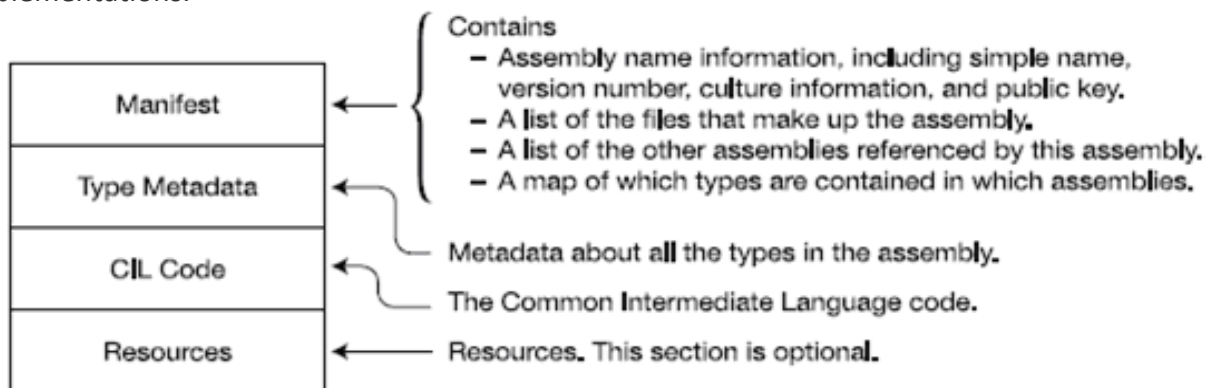 plementations.
Contains
– Assembly name information, including simple name,
version number, culture information, and public key.
– A list of the files that make up the assembly.
– A list of the other assemblies referenced by this assembly.
– A map of which types are contained in which assemblies.
Manifest
Type Metadata
Metadata about all the types in the assembly.
CIL Code
The Common Intermediate Language code.
Resources
Resources. This section is optional.